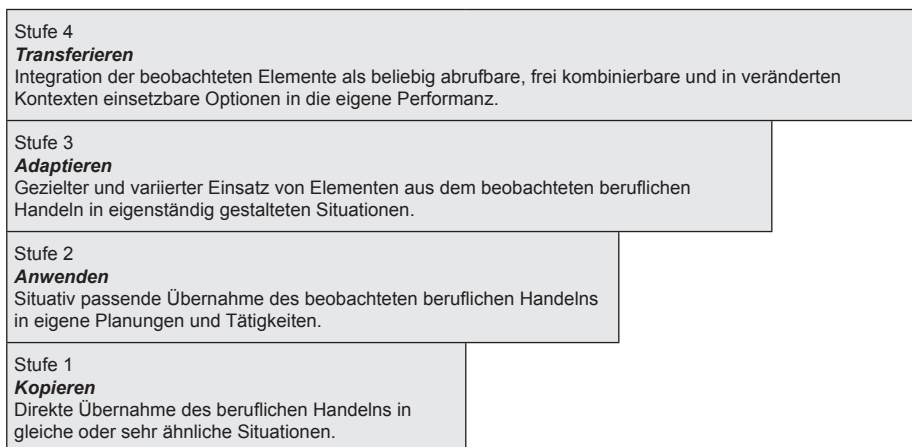 Stufe 4
Transferieren
Integration der beobachteten Elemente als beliebig abrufbare, frei kombinierbare und in veränderten
Kontexten einsetzbare Optionen in die eigene Performanz.
Stufe 3
Adaptieren
Gezielter und variierter Einsatz von Elementen aus dem beobachteten beruflichen
Handeln in eigenständig gestalteten Situationen.
Stufe 2
Anwenden
Situativ passende Übernahme des beobachteten beruflichen Handelns
in eigene Planungen und Tätigkeiten.
Stufe 1
Kopieren
Direkte Übernahme des beruflichen Handelns in
gleiche oder sehr ähnliche Situationen.